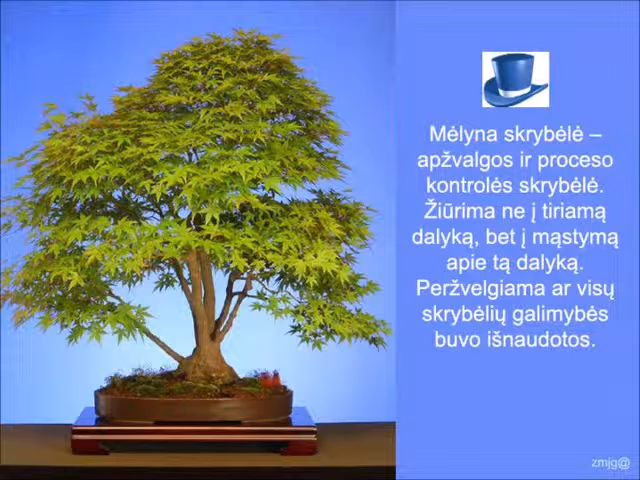 Mėlyna skrybėlė –
apžvalgos ir proceso
kontrolės skrybėlė.
Žiūrima ne į tiriamą
dalyką, bet į mąstymą
apie tą dalyką.
Peržvelgiama ar visų
skrybėlių galimybės
buvo išnaudotos.
zmjg@